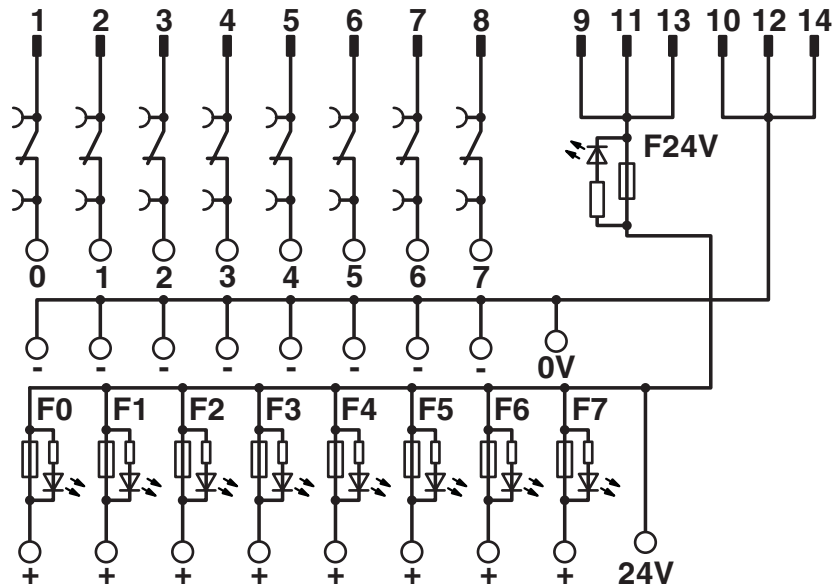 1 2 3 4 5 6 7 8 9 11 13 10 12 14
F24V
0 1 2 3 4 5 6 7
- - - - - - - -
0V
F0 F1 F2 F3 F4 F5 F6 F7
+ + + + + + + +
24V